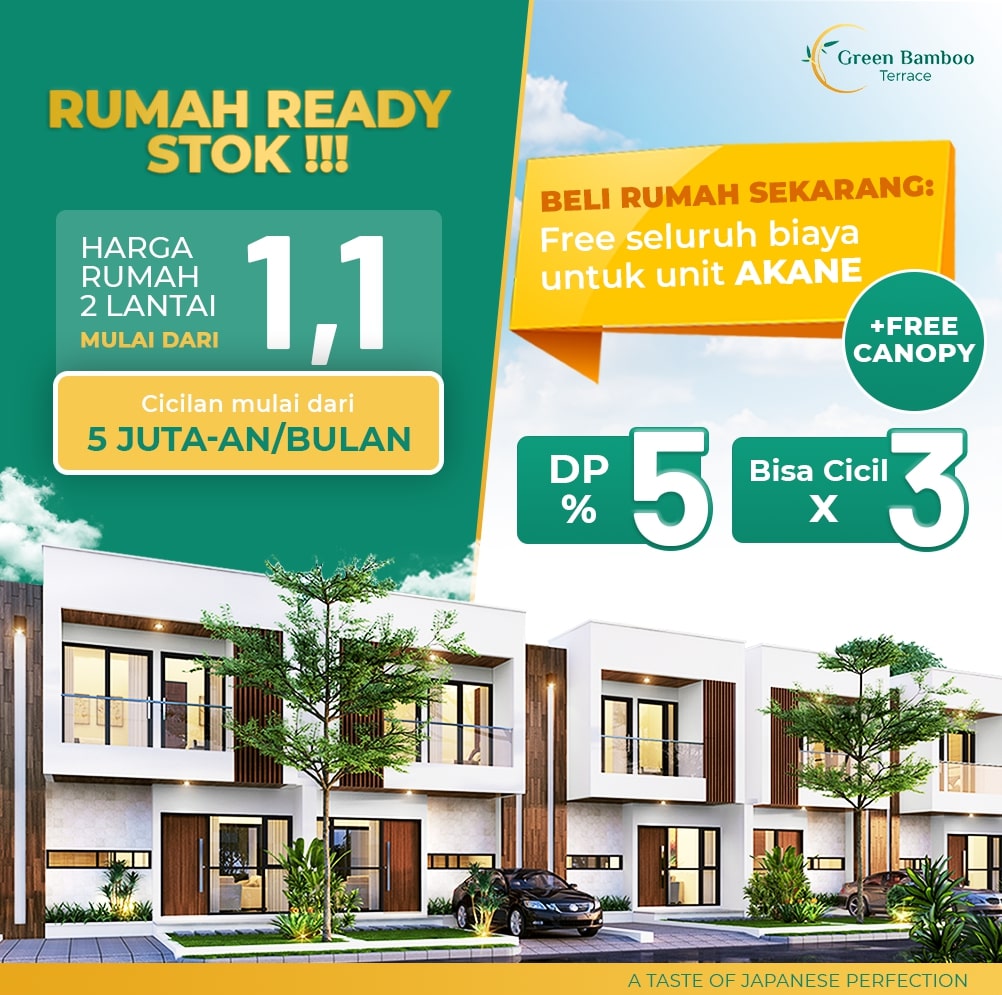 Green Bamboo
Terrace
RUMAH READY
STOK !!!
HARGA
RUMAH
2 LANTAI
MULAI DARI
1,1
Cicilan mulai dari
5 JUTA-AN/BULAN
BELI RUMAH SEKARANG:
Free seluruh biaya
untuk unit AKANE
+FREE
CANOPY
DP
%
5
Bisa Cicil
X
3
A TASTE OF JAPANESE PERFECTION